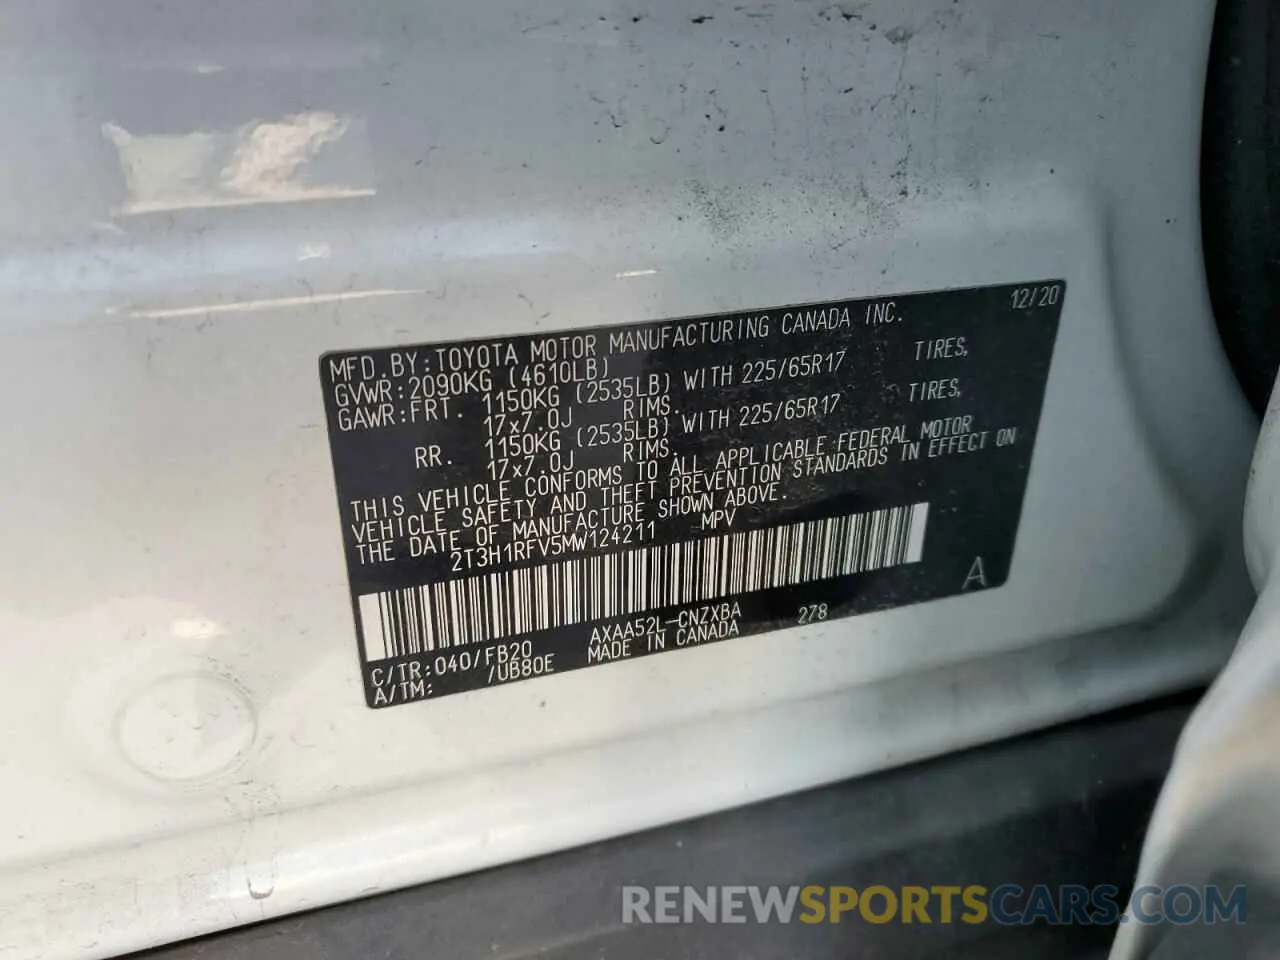 MFD.BY:TOYOTA MOTOR MANUFACTURING CANADA INC. 12/20
GVWR:2090KG (4610LB)
GAWR:FRT. 1150KG (2535LB) WITH 225/65R17 TIRES,
17x7.0J RIMS.
RR. 1150KG (2535LB) WITH 225/65R17 TIRES,
17x7.0J RIMS.
THIS VEHICLE CONFORMS TO ALL APPLICABLE FEDERAL MOTOR
VEHICLE SAFETY AND THEFT PREVENTION STANDARDS IN EFFECT ON
THE DATE OF MANUFACTURE SHOWN ABOVE.
2T3H1RFV5MW124211 MPV
A
C/TR:040/FB20 AXAA52L-CNZXBA 278
A/TM: /UB80E MADE IN CANADA
RENEWSPORTSCARS.COM